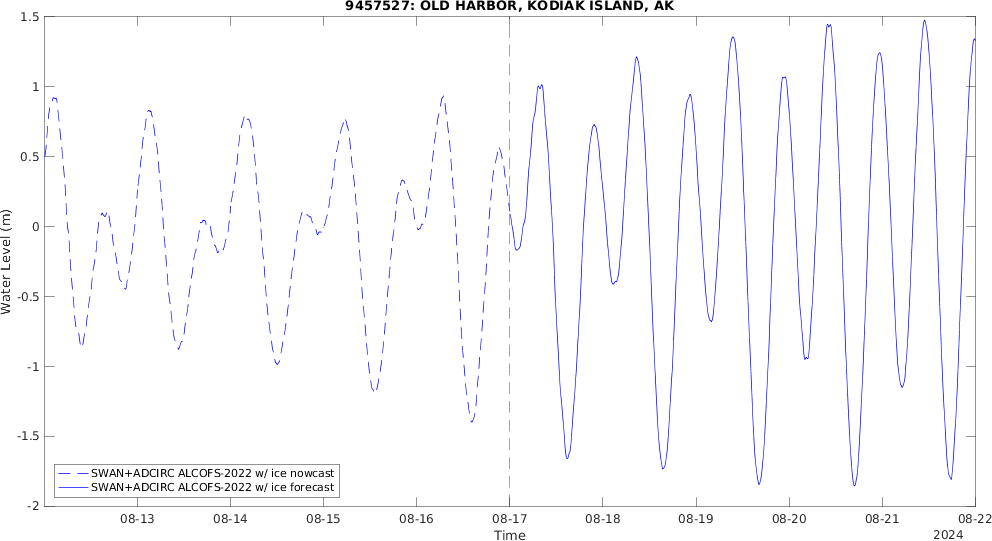 9457527: OLD HARBOR, KODIAK ISLAND, AK
1.5
1
0.5
0
-0.5
-1
-1.5
-2
Water Level (m)
SWAN+ADCIRC ALCOFS-2022 w/ ice nowcast
SWAN+ADCIRC ALCOFS-2022 w/ ice forecast
08-13 08-14 08-15 08-16 08-17 08-18 08-19 08-20 08-21 08-22
Time
2024